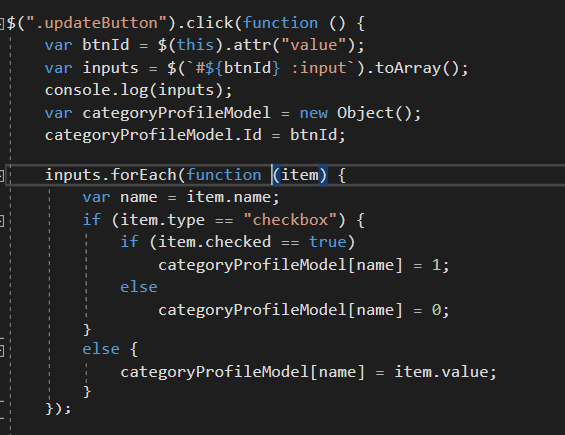 $(".updateButton").click(function () {
    var btnId = $(this).attr("value");
    var inputs = $(`#${btnId} :input`).toArray();
    console.log(inputs);
    var categoryProfileModel = new Object();
    categoryProfileModel.Id = btnId;

    inputs.forEach(function (item) {
        var name = item.name;
        if (item.type == "checkbox") {
            if (item.checked == true)
                categoryProfileModel[name] = 1;
            else
                categoryProfileModel[name] = 0;
        }
        else {
            categoryProfileModel[name] = item.value;
        }
    });